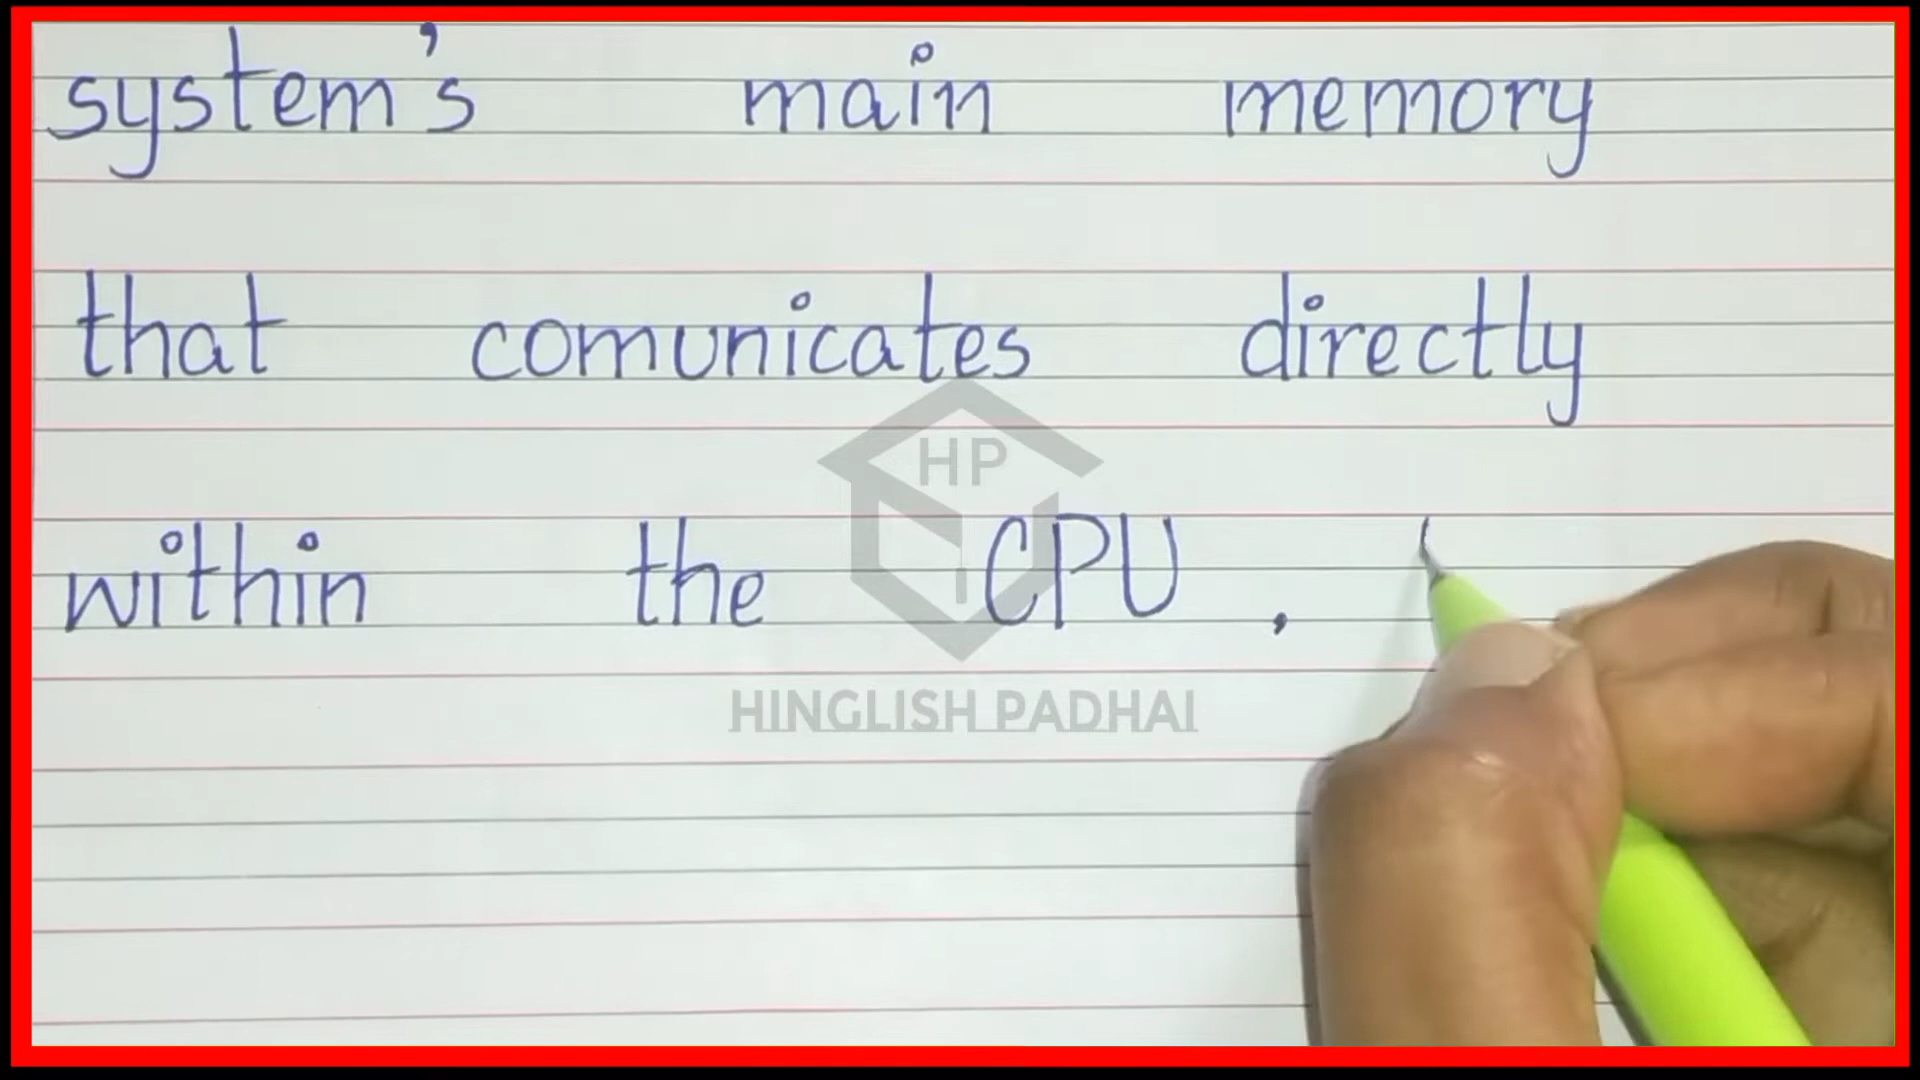 system's main memory
that comunicates directly
HP
within the CPU .
HINGLISH PADHAI